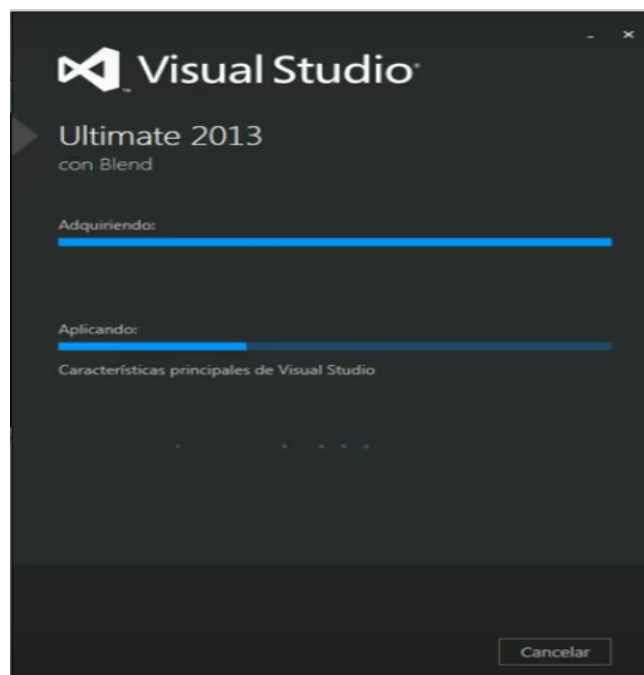 Visual Studio
Ultimate 2013
con Blend
Adquiriendo:
Aplicando:
Características principales de Visual Studio
Cancelar